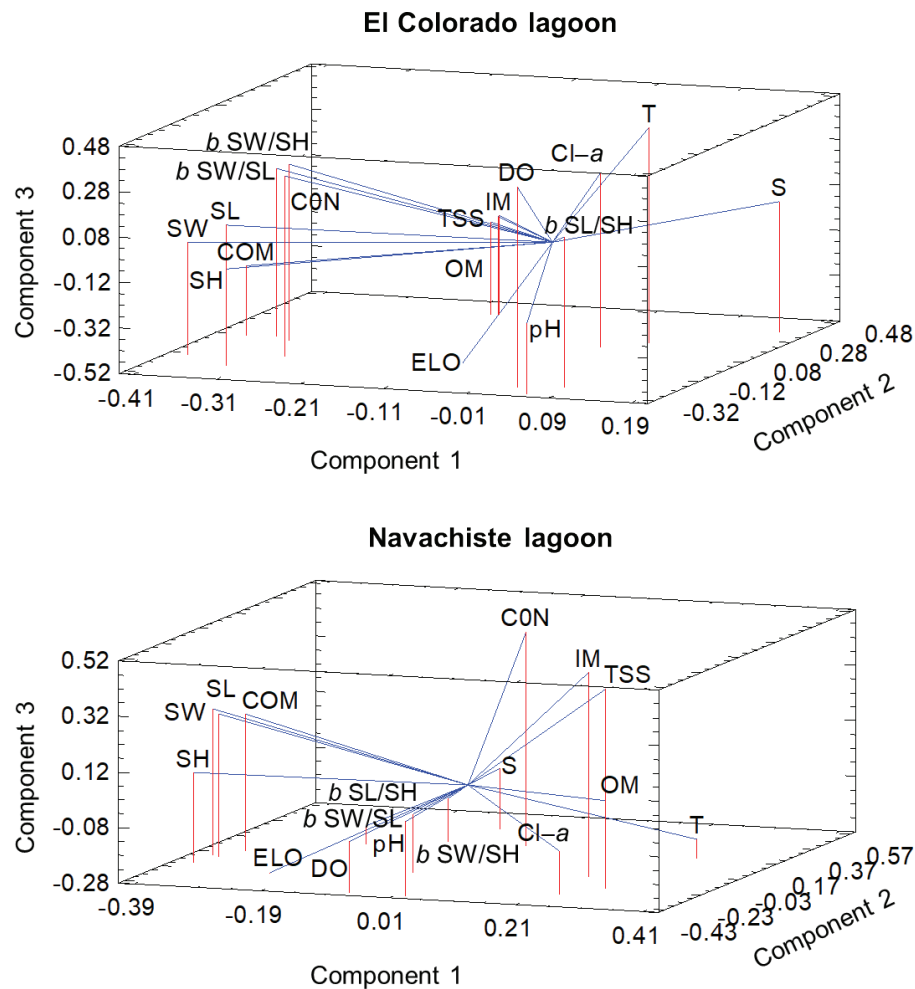 El Colorado lagoon
T
b SW/SH
Cl–a
0.48
b SW/SL
DO
S
0.28
SL
C0N
IM
TSS
b SL/SH
SW
0.08
COM
OM
SH
-0.12
pH
-0.32
ELO
0.48
0.28
-0.52
0.08
-0.12
-0.41
-0.32
-0.31
-0.21
-0.11
-0.01
0.09
0.19
Component 3
Component 2
Component 1
Navachiste lagoon
C0N
0.52
IM
TSS
SL
COM
SW
0.32
SH
S
0.12
b SL/SH
OM
b SW/SL
T
-0.08
pH
Cl–a
ELO
DO
b SW/SH
0.57
0.37
-0.28
0.17
-0.03
-0.23
-0.39
-0.43
-0.19
0.01
0.21
0.41
Component 3
Component 2
Component 1